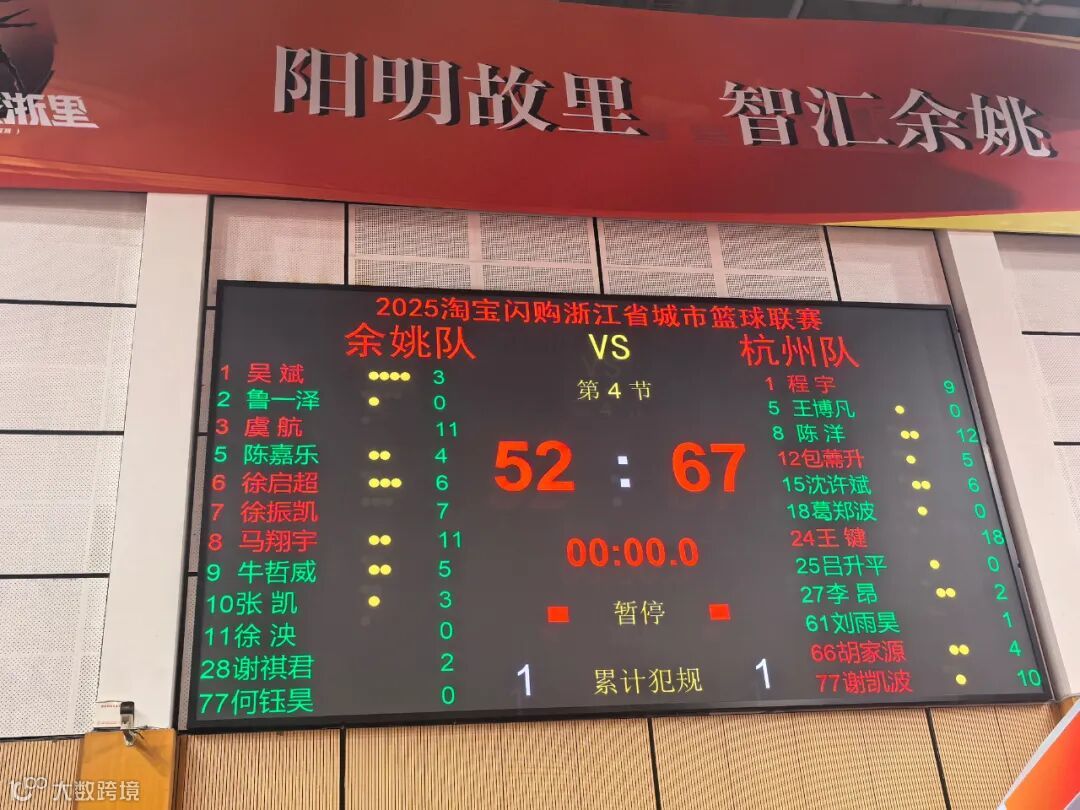 浙里
阳明故里 智汇余姚
2025淘宝闪购浙江省城市篮球联赛
余姚队 VS 杭州队
第 4 节
52 : 67
00:00.0
暂停
1 累计犯规 1
1 吴 斌 3
2 鲁一泽 0
3 虞 航 11
5 陈嘉乐 4
6 徐启超 6
7 徐振凯 7
8 马翔宇 11
9 牛哲威 5
10张 凯 3
11徐 泱 0
28谢祺君 2
77何钰昊 0
1 程 宇 9
5 王博凡 0
8 陈 洋 12
12包薷升 5
15沈许斌 6
18葛郑波 0
24王 键 18
25吕升平 0
27李 昂 2
61刘雨昊 1
66胡家源 4
77谢凯波 10
大数跨境